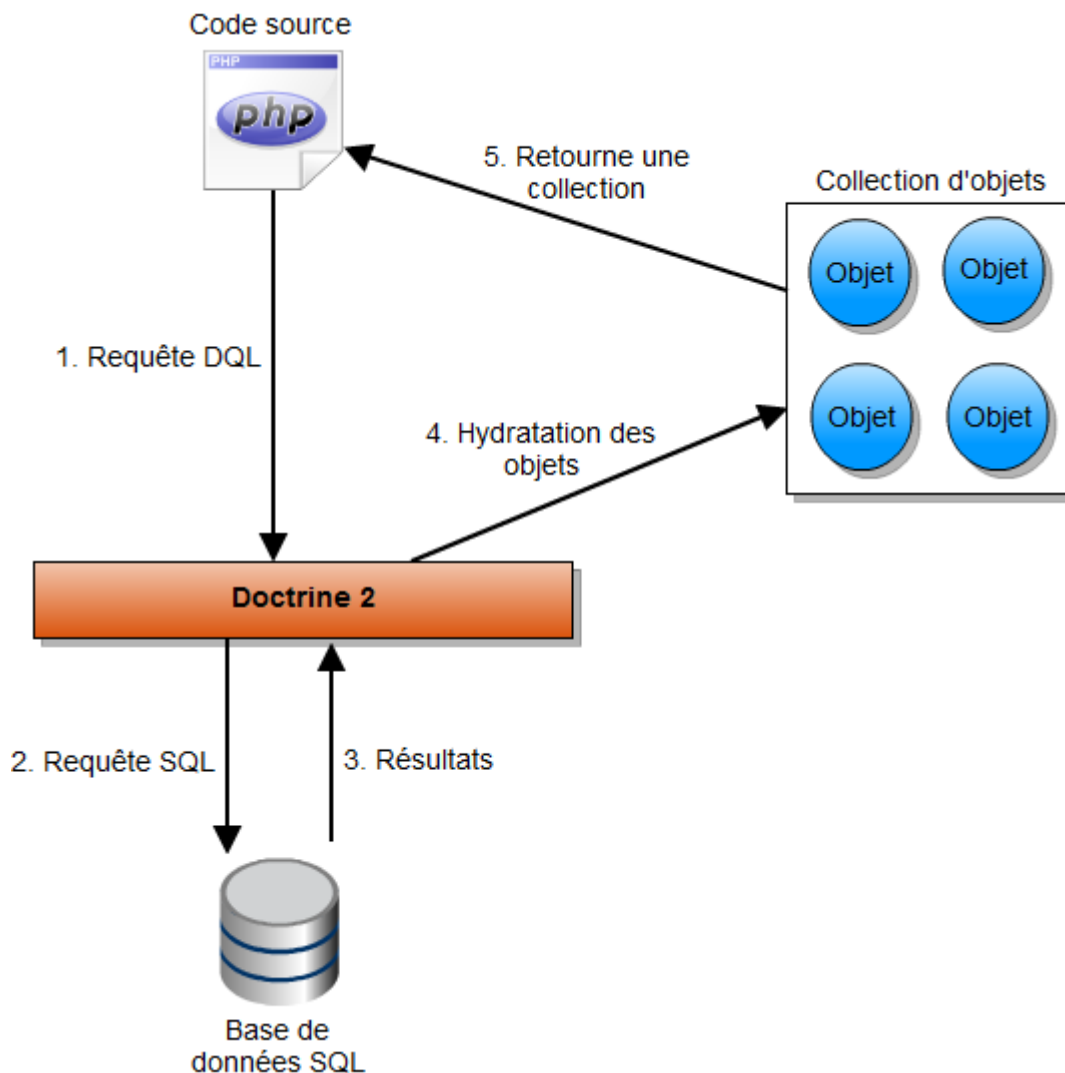 Code source
PHP
php
5. Retourne une
collection
Collection d'objets
Objet
Objet
1. Requête DQL
Objet
Objet
4. Hydratation des
objets
Doctrine 2
2. Requête SQL
3. Résultats
Base de
données SQL